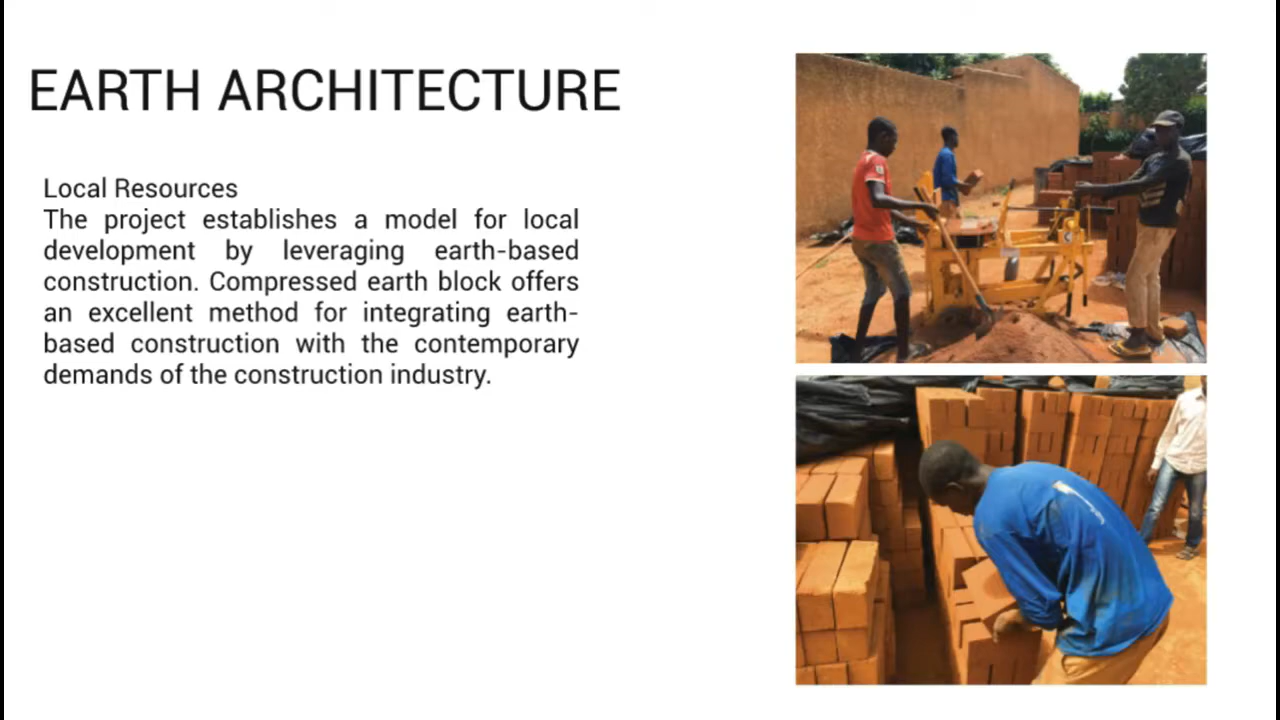 EARTH ARCHITECTURE
Local Resources
The project establishes a model for local
development by leveraging earth-based
construction. Compressed earth block offers
an excellent method for integrating earth-
based construction with the contemporary
demands of the construction industry.